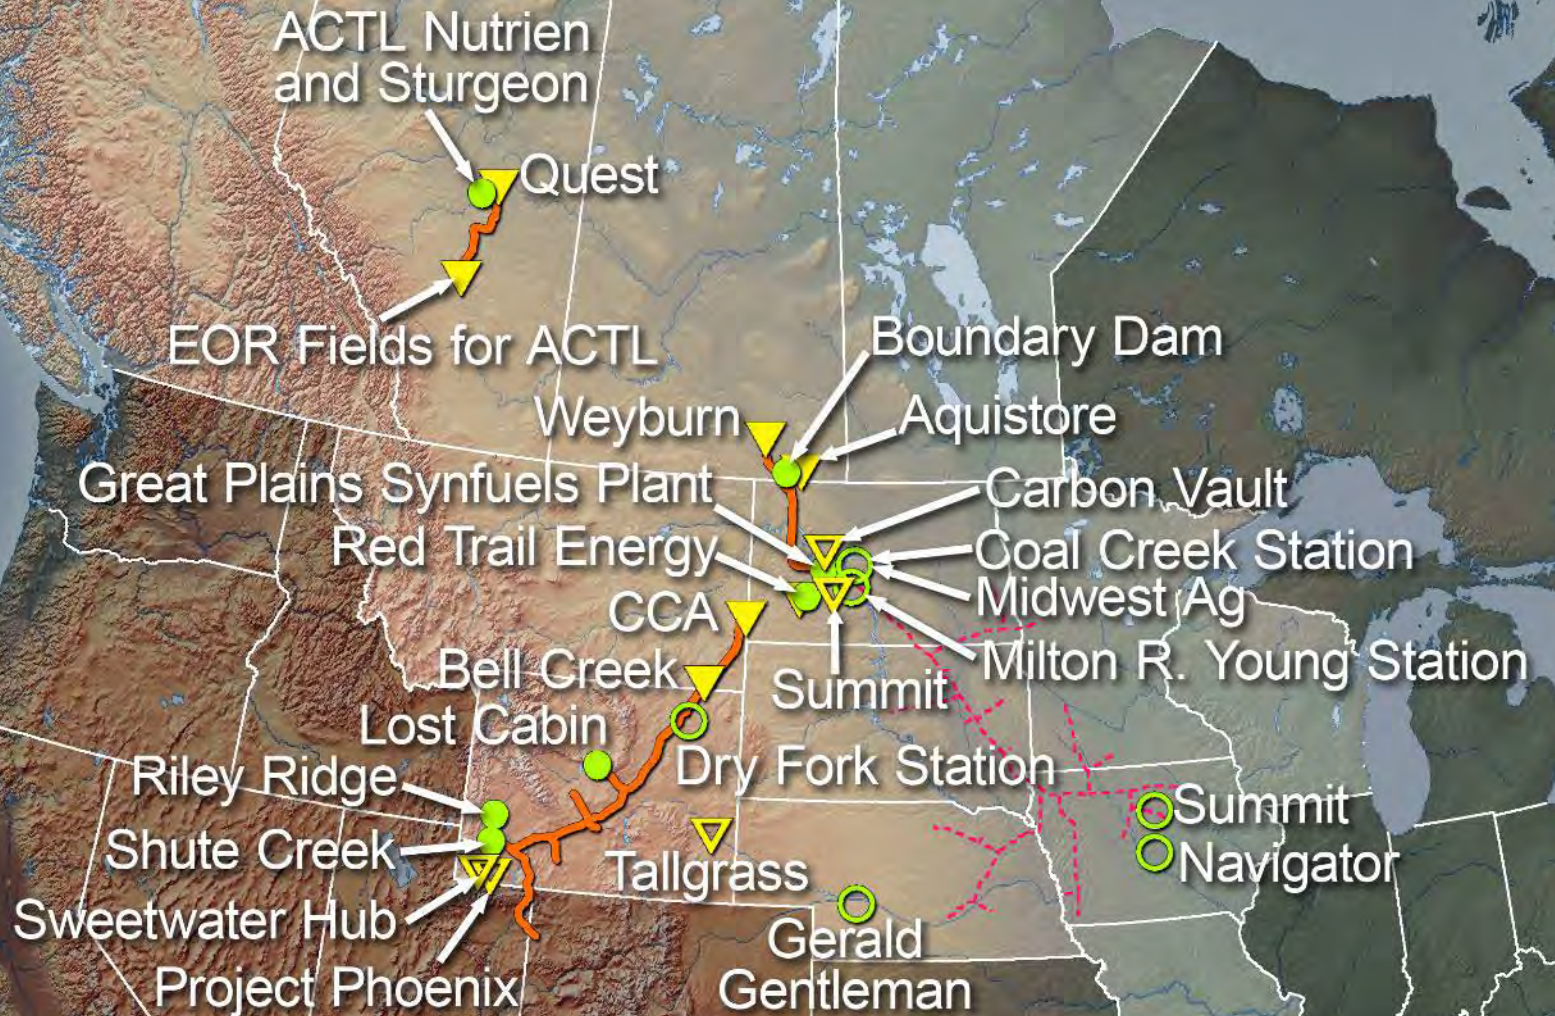 ACTL Nutrien
and Sturgeon
Quest
EOR Fields for ACTL
Boundary Dam
Weyburn
Aquistore
Great Plains Synfuels Plant
Carbon Vault
Red Trail Energy
Coal Creek Station
Midwest Ag
CCA
Milton R. Young Station
Bell Creek
Summit
Lost Cabin
Dry Fork Station
Riley Ridge
Summit
Shute Creek
Tallgrass
Navigator
Sweetwater Hub
Gerald
Gentleman
Project Phoenix